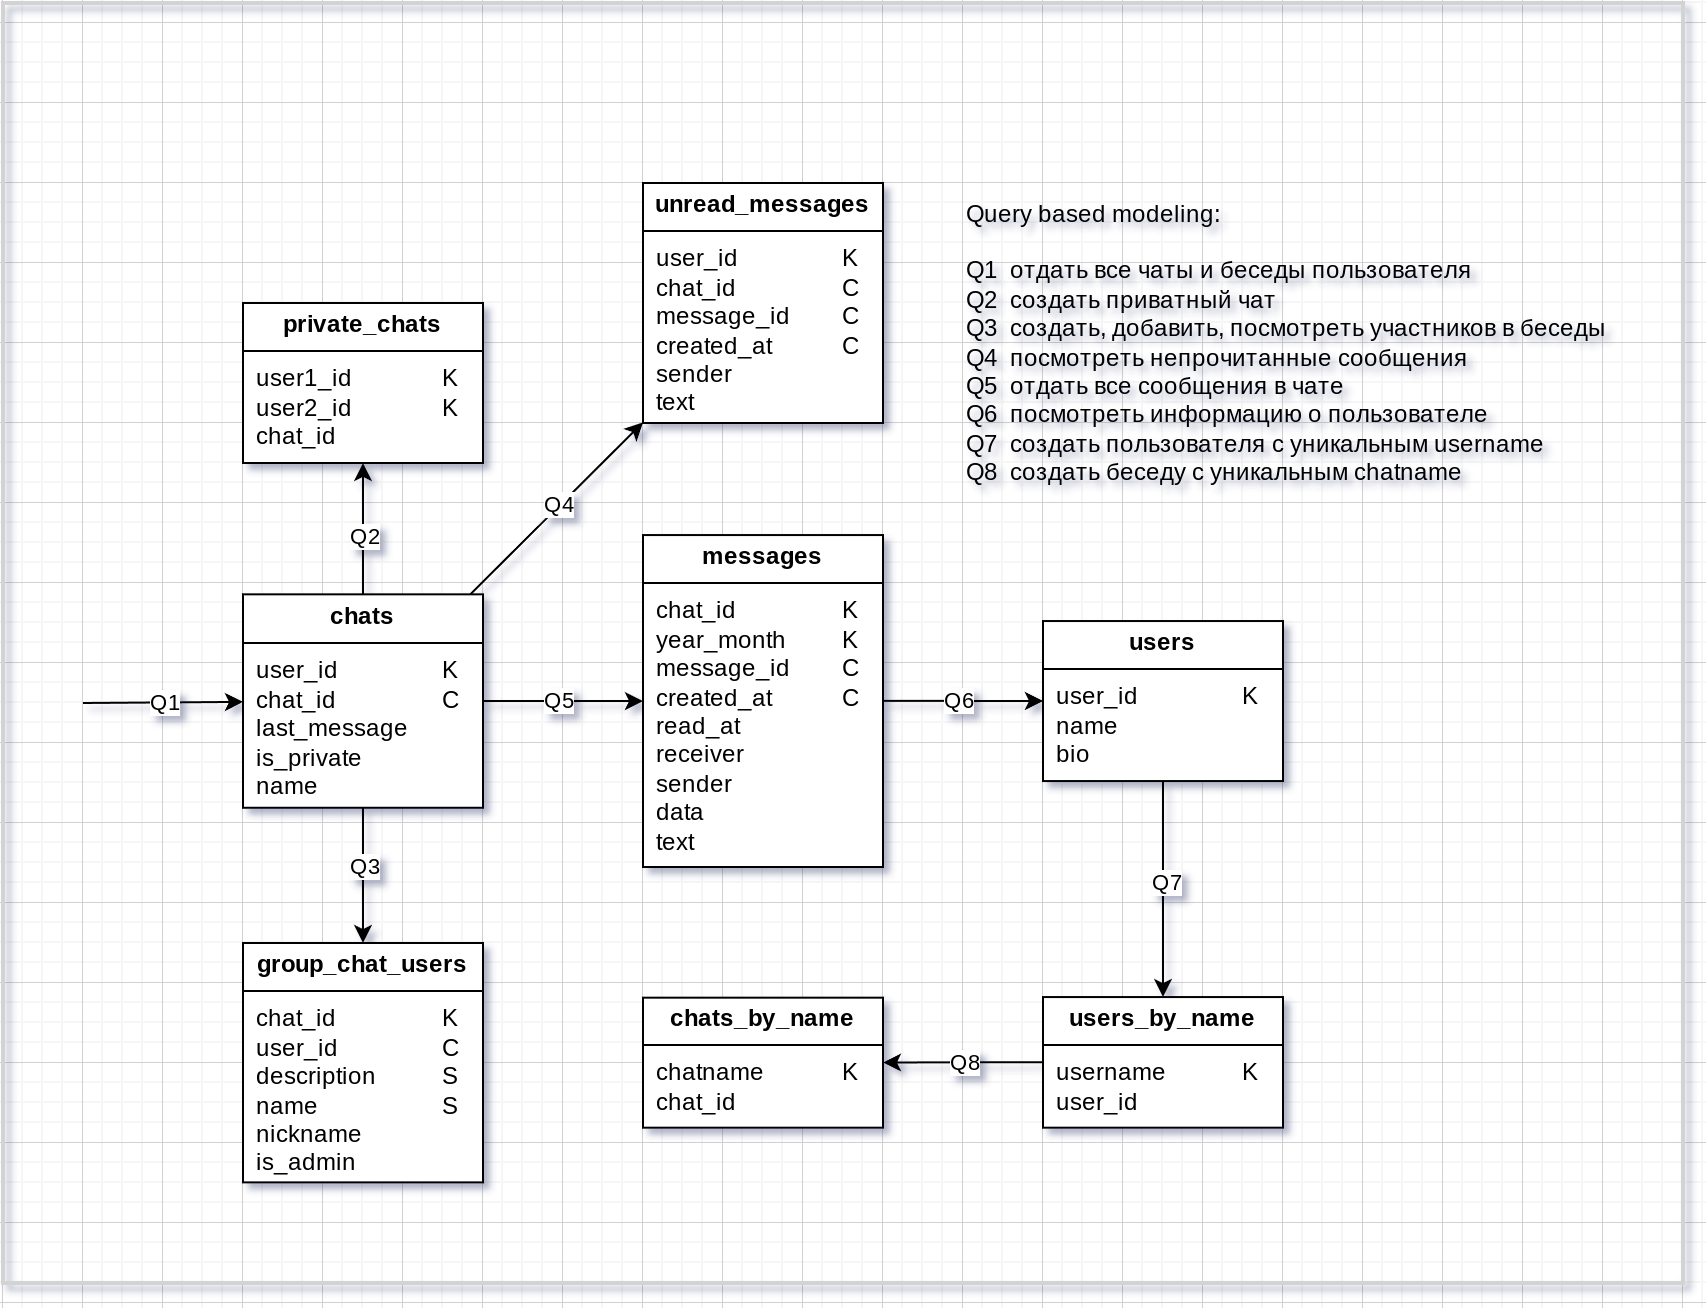 unread_messages
user_id K
chat_id C
message_id C
created_at C
sender
text
Query based modeling:
Q1 отдать все чаты и беседы пользователя
Q2 создать приватный чат
Q3 создать, добавить, посмотреть участников в беседы
Q4 посмотреть непрочитанные сообщения
Q5 отдать все сообщения в чате
Q6 посмотреть информацию о пользователе
Q7 создать пользователя с уникальным username
Q8 создать беседу с уникальным chatname
private_chats
user1_id K
user2_id K
chat_id
Q4
Q2
chats
user_id K
chat_id C
last_message
is_private
name
Q1
Q5
messages
chat_id K
year_month K
message_id C
created_at C
read_at
receiver
sender
data
text
Q6
users
user_id K
name
bio
Q3
Q7
group_chat_users
chat_id K
user_id C
description S
name S
nickname
is_admin
chats_by_name
chatname K
chat_id
Q8
users_by_name
username K
user_id